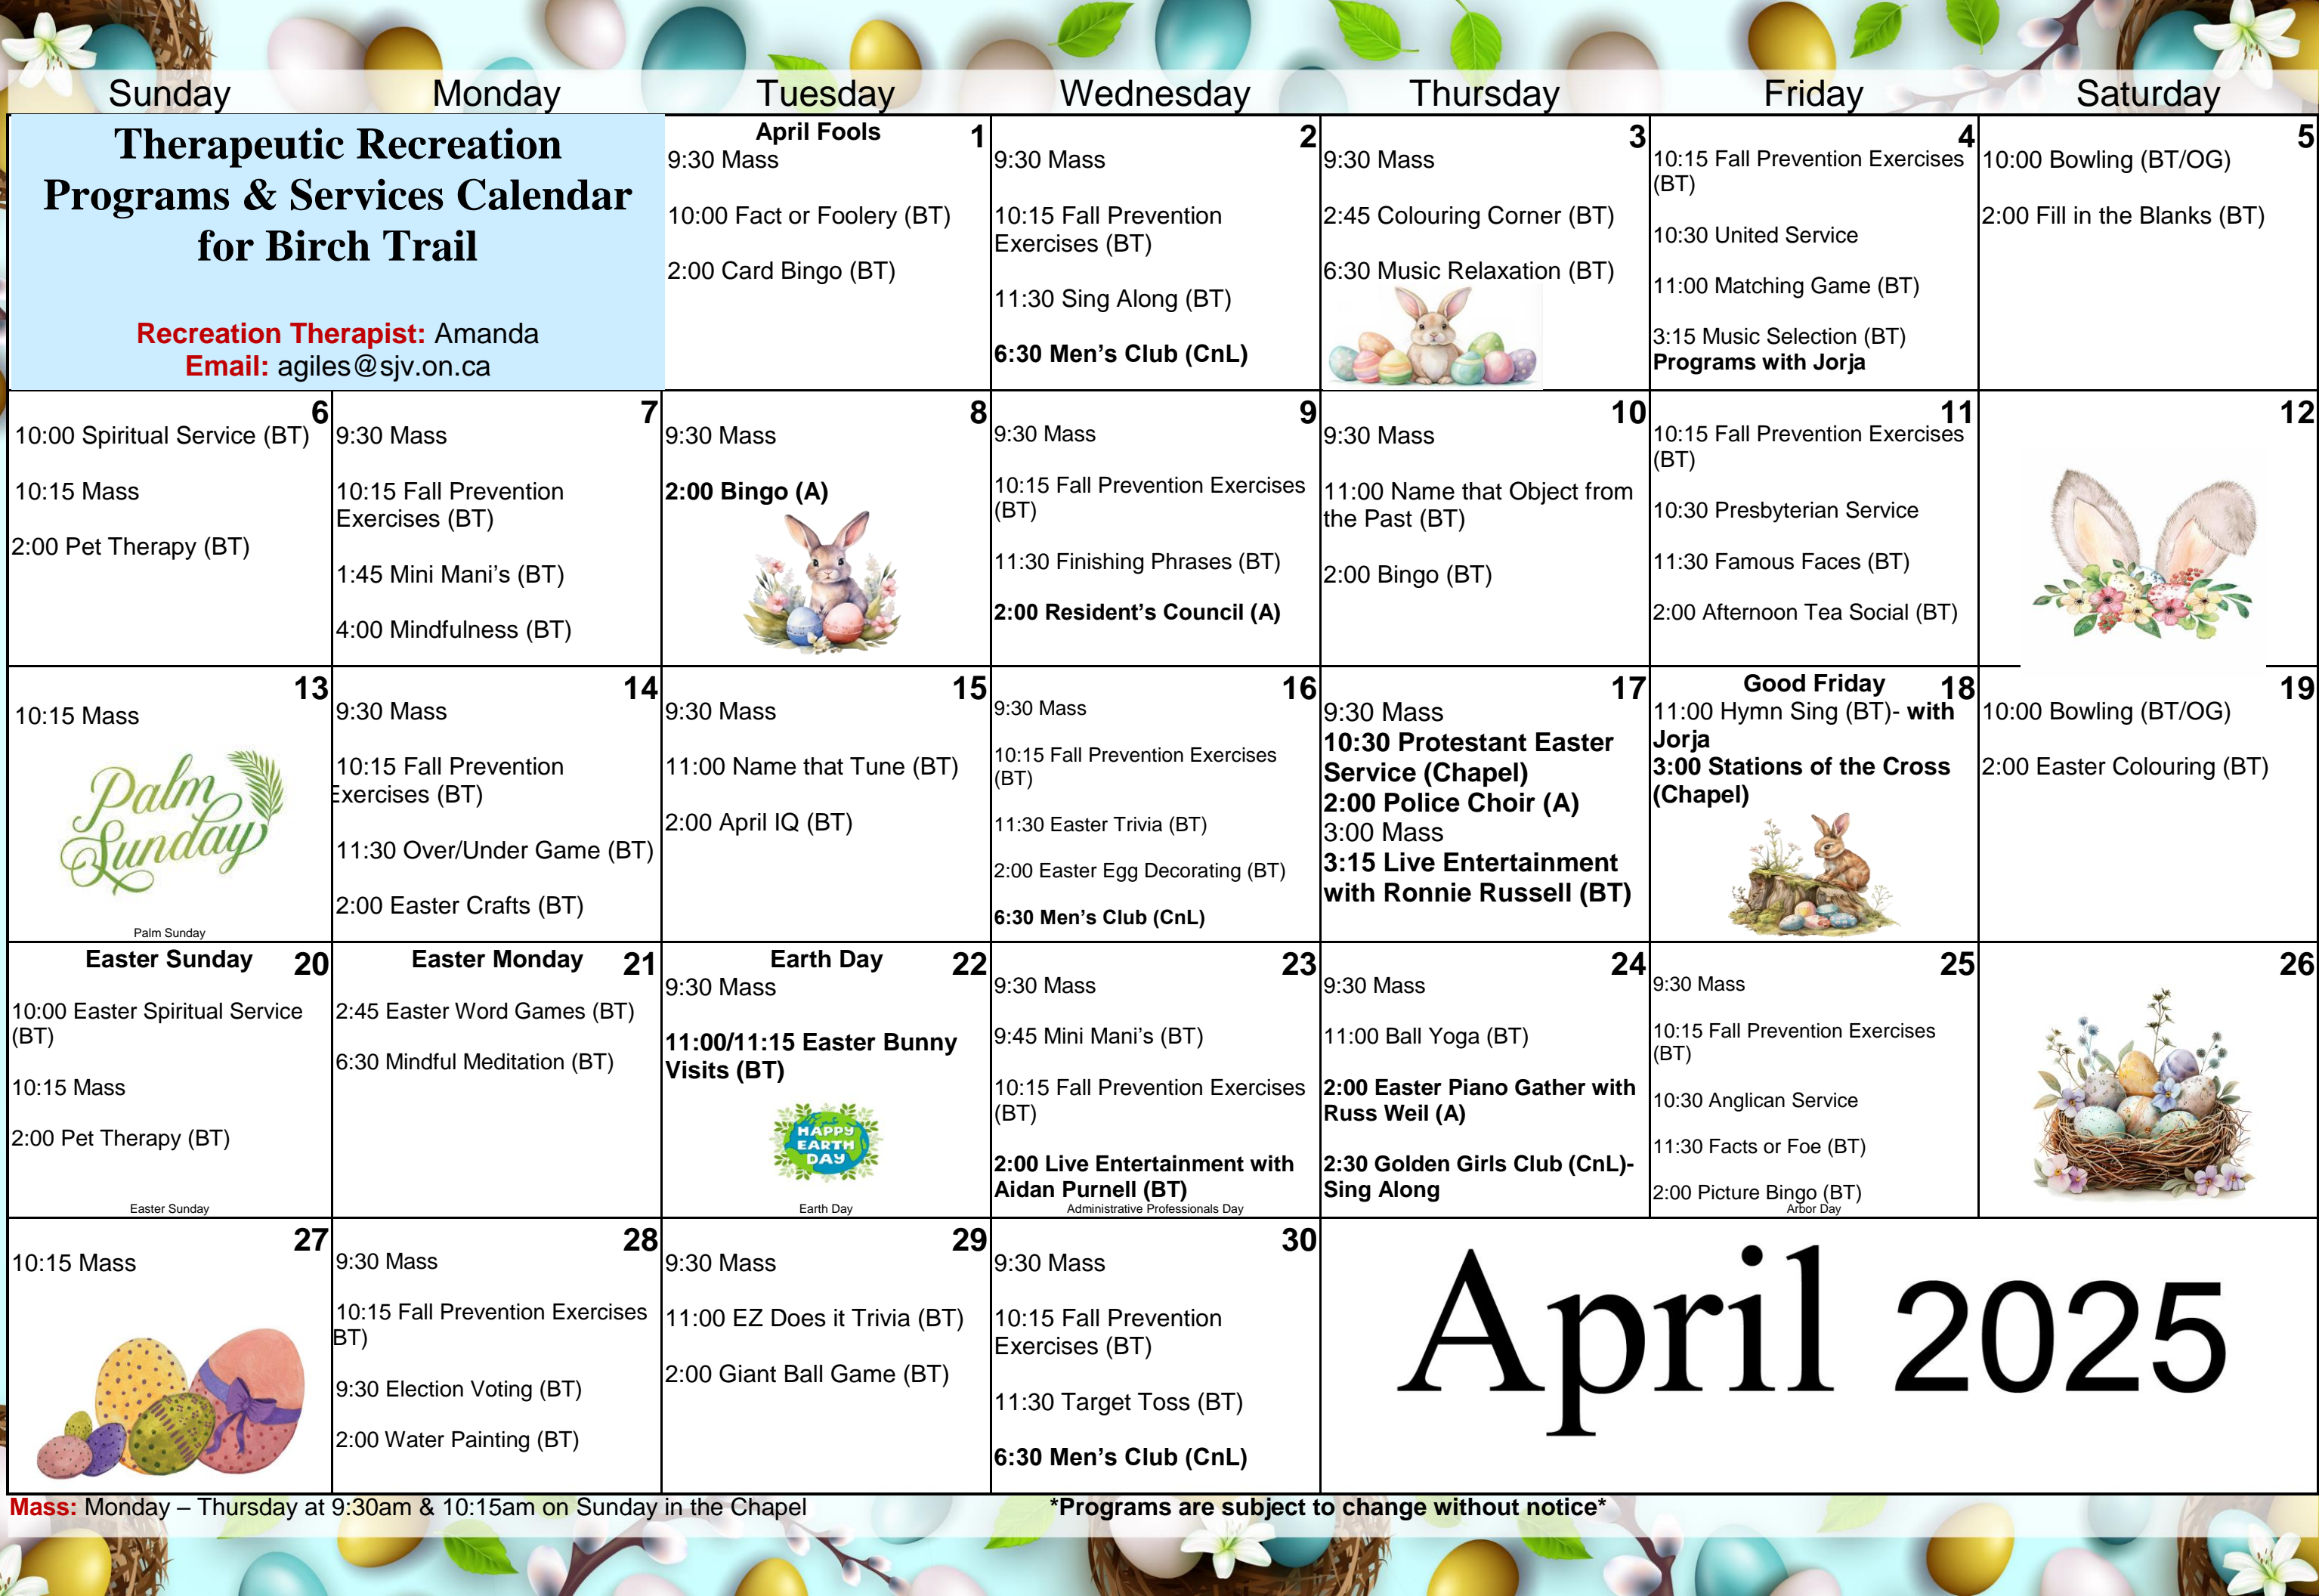 Sunday Monday Tuesday Wednesday Thursday Friday Saturday
Therapeutic Recreation
Programs & Services Calendar
for Birch Trail
Recreation Therapist: Amanda
Email: agiles@sjv.on.ca
April Fools 1
9:30 Mass
10:00 Fact or Foolery (BT)
2:00 Card Bingo (BT)
2
9:30 Mass
10:15 Fall Prevention
Exercises (BT)
11:30 Sing Along (BT)
6:30 Men’s Club (CnL)
3
9:30 Mass
2:45 Colouring Corner (BT)
6:30 Music Relaxation (BT)
4
10:15 Fall Prevention Exercises
(BT)
10:30 United Service
11:00 Matching Game (BT)
3:15 Music Selection (BT)
Programs with Jorja
5
10:00 Bowling (BT/OG)
2:00 Fill in the Blanks (BT)
6
10:00 Spiritual Service (BT)
10:15 Mass
2:00 Pet Therapy (BT)
7
9:30 Mass
10:15 Fall Prevention
Exercises (BT)
1:45 Mini Mani’s (BT)
4:00 Mindfulness (BT)
8
9:30 Mass
2:00 Bingo (A)
9
9:30 Mass
10:15 Fall Prevention Exercises
(BT)
11:30 Finishing Phrases (BT)
2:00 Resident’s Council (A)
10
9:30 Mass
11:00 Name that Object from
the Past (BT)
2:00 Bingo (BT)
11
10:15 Fall Prevention Exercises
(BT)
10:30 Presbyterian Service
11:30 Famous Faces (BT)
2:00 Afternoon Tea Social (BT)
12
13
10:15 Mass
Palm
Sunday
Palm Sunday
14
9:30 Mass
10:15 Fall Prevention
Exercises (BT)
11:30 Over/Under Game (BT)
2:00 Easter Crafts (BT)
15
9:30 Mass
11:00 Name that Tune (BT)
2:00 April IQ (BT)
16
9:30 Mass
10:15 Fall Prevention Exercises
(BT)
11:30 Easter Trivia (BT)
2:00 Easter Egg Decorating (BT)
6:30 Men’s Club (CnL)
17
9:30 Mass
10:30 Protestant Easter
Service (Chapel)
2:00 Police Choir (A)
3:00 Mass
3:15 Live Entertainment
with Ronnie Russell (BT)
Good Friday 18
11:00 Hymn Sing (BT)- with
Jorja
3:00 Stations of the Cross
(Chapel)
19
10:00 Bowling (BT/OG)
2:00 Easter Colouring (BT)
Easter Sunday 20
10:00 Easter Spiritual Service
(BT)
10:15 Mass
2:00 Pet Therapy (BT)
Easter Sunday
Easter Monday 21
2:45 Easter Word Games (BT)
6:30 Mindful Meditation (BT)
Earth Day 22
9:30 Mass
11:00/11:15 Easter Bunny
Visits (BT)
HAPPY
EARTH
DAY
Earth Day
23
9:30 Mass
9:45 Mini Mani’s (BT)
10:15 Fall Prevention Exercises
(BT)
2:00 Live Entertainment with
Aidan Purnell (BT)
Administrative Professionals Day
24
9:30 Mass
11:00 Ball Yoga (BT)
2:00 Easter Piano Gather with
Russ Weil (A)
2:30 Golden Girls Club (CnL)-
Sing Along
25
9:30 Mass
10:15 Fall Prevention Exercises
(BT)
10:30 Anglican Service
11:30 Facts or Foe (BT)
2:00 Picture Bingo (BT)
Arbor Day
26
27
10:15 Mass
28
9:30 Mass
10:15 Fall Prevention Exercises
BT)
9:30 Election Voting (BT)
2:00 Water Painting (BT)
29
9:30 Mass
11:00 EZ Does it Trivia (BT)
2:00 Giant Ball Game (BT)
30
9:30 Mass
10:15 Fall Prevention
Exercises (BT)
11:30 Target Toss (BT)
6:30 Men’s Club (CnL)
April 2025
Mass: Monday – Thursday at 9:30am & 10:15am on Sunday in the Chapel
*Programs are subject to change without notice*